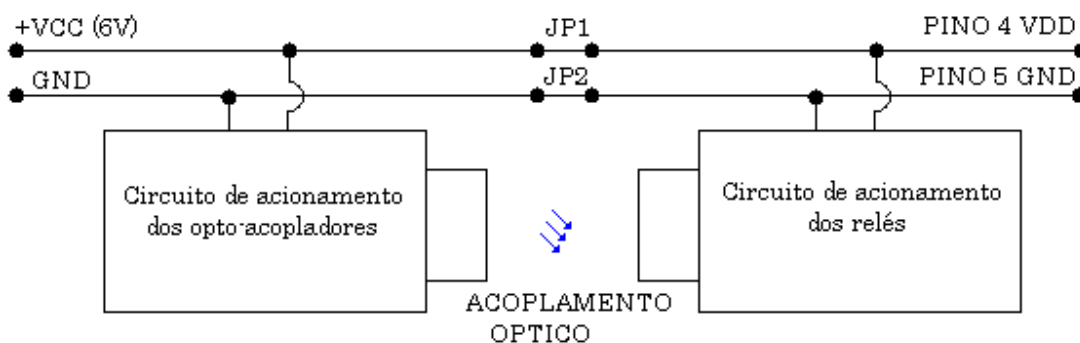 +VCC (6V)
JP1
PINO 4 VDD
GND
JP2
PINO 5 GND
Circuito de acionamento
dos opto-acopladores
Circuito de acionamento
dos relés
ACOPLAMENTO
OPTICO